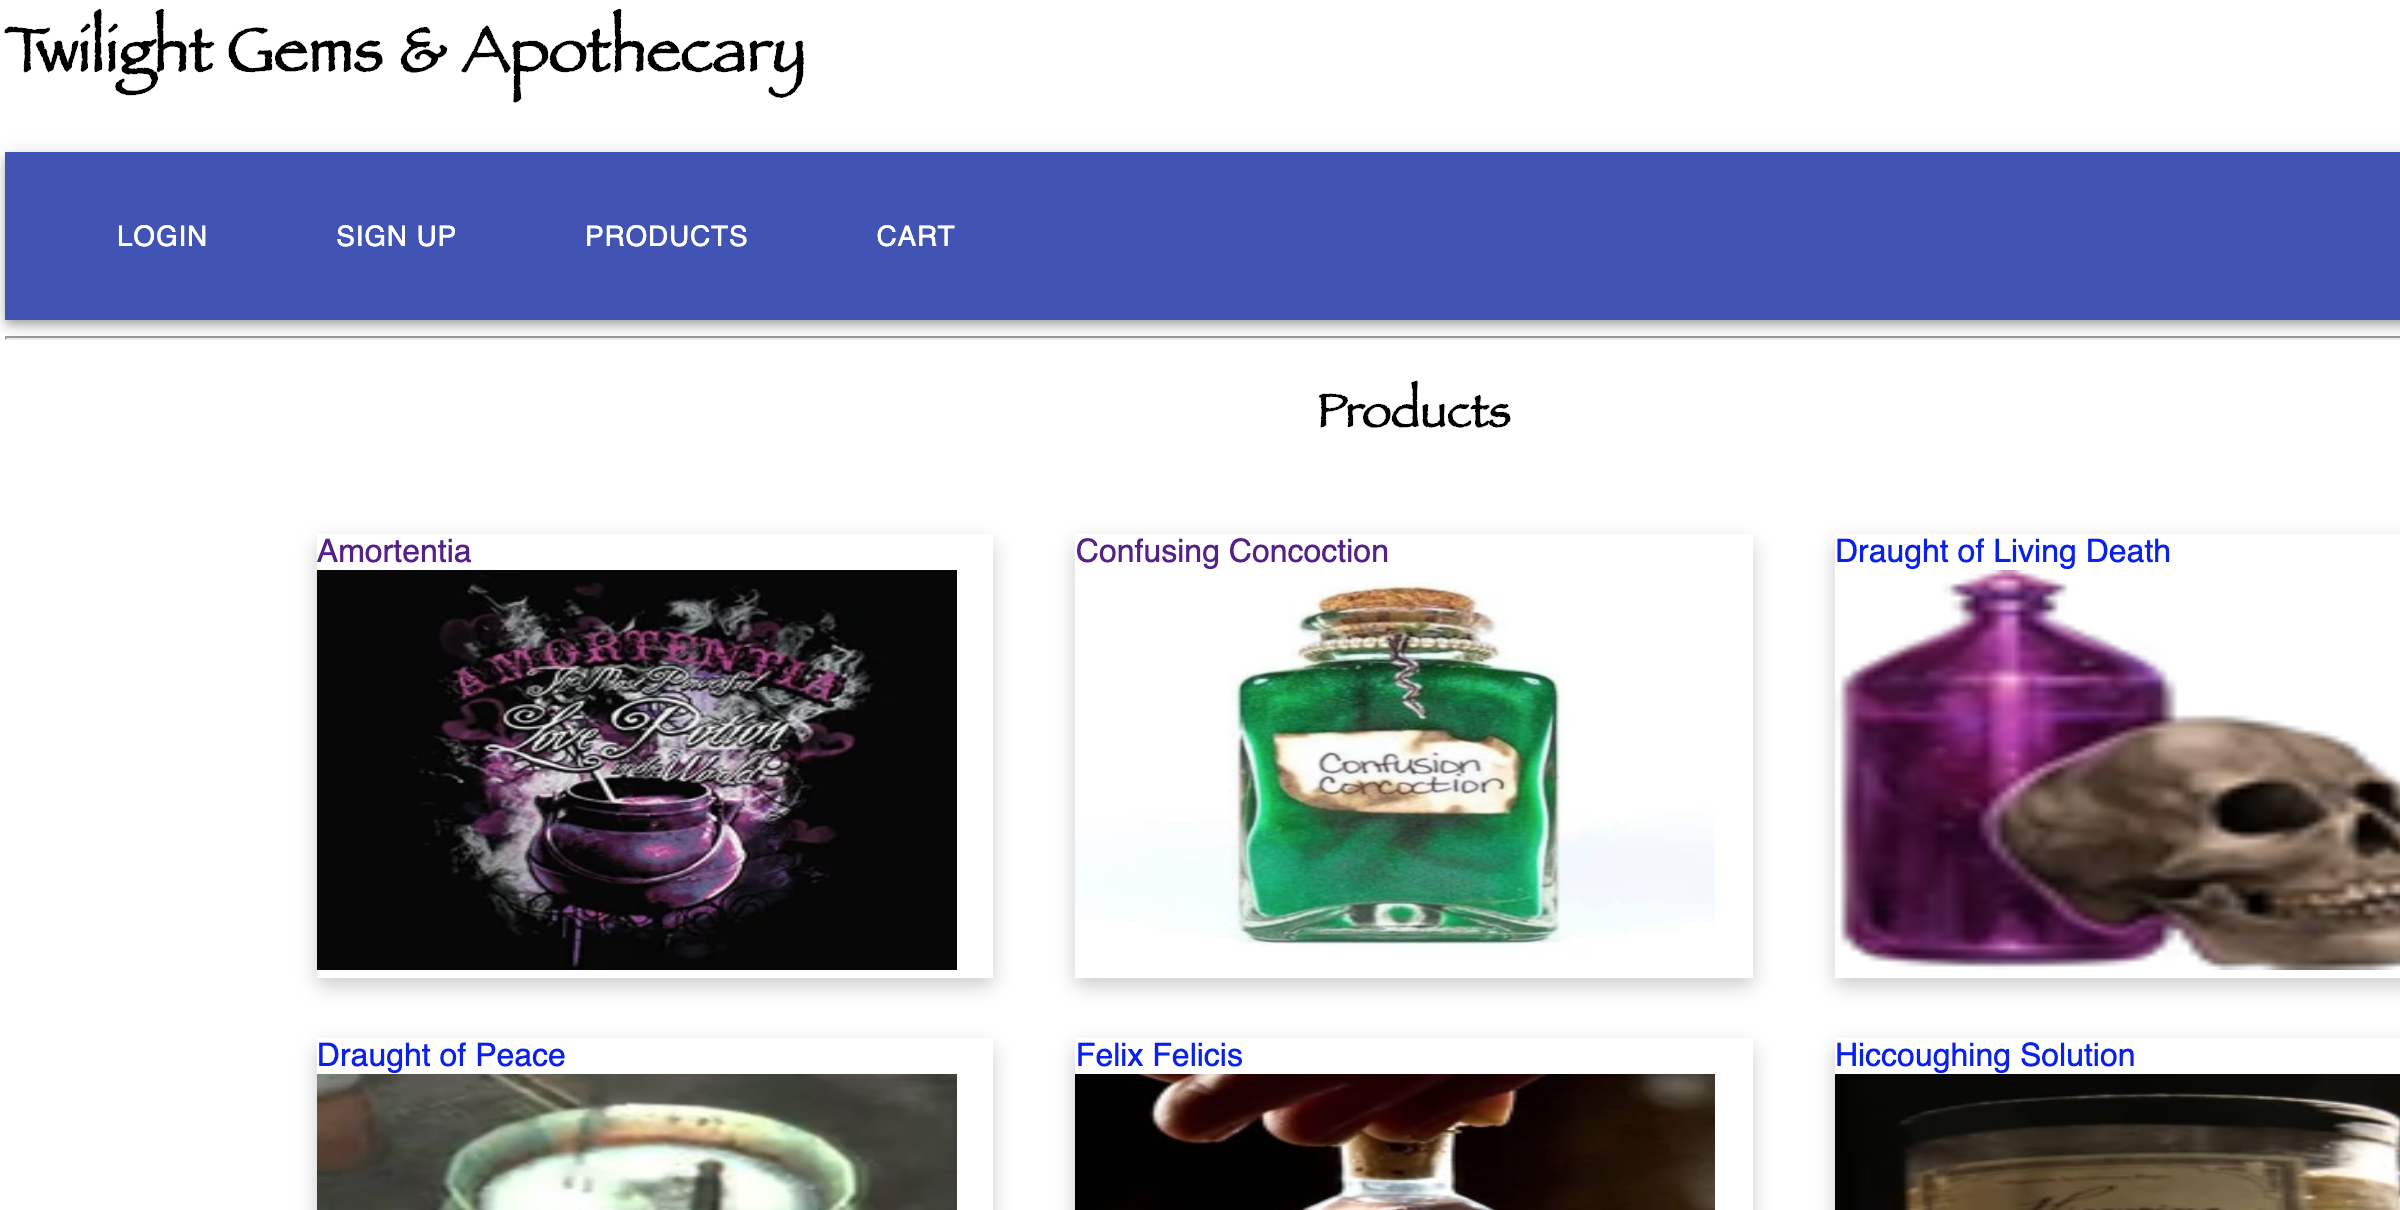 Twilight Gems & Apothecary
LOGIN SIGN UP PRODUCTS CART
Products
Amortentia Confusing Concoction Draught of Living Death
AMORTENTIA
The Most Powerful
Love Potion
in the World
Confusion
Concoction
Draught of Peace Felix Felicis Hiccoughing Solution